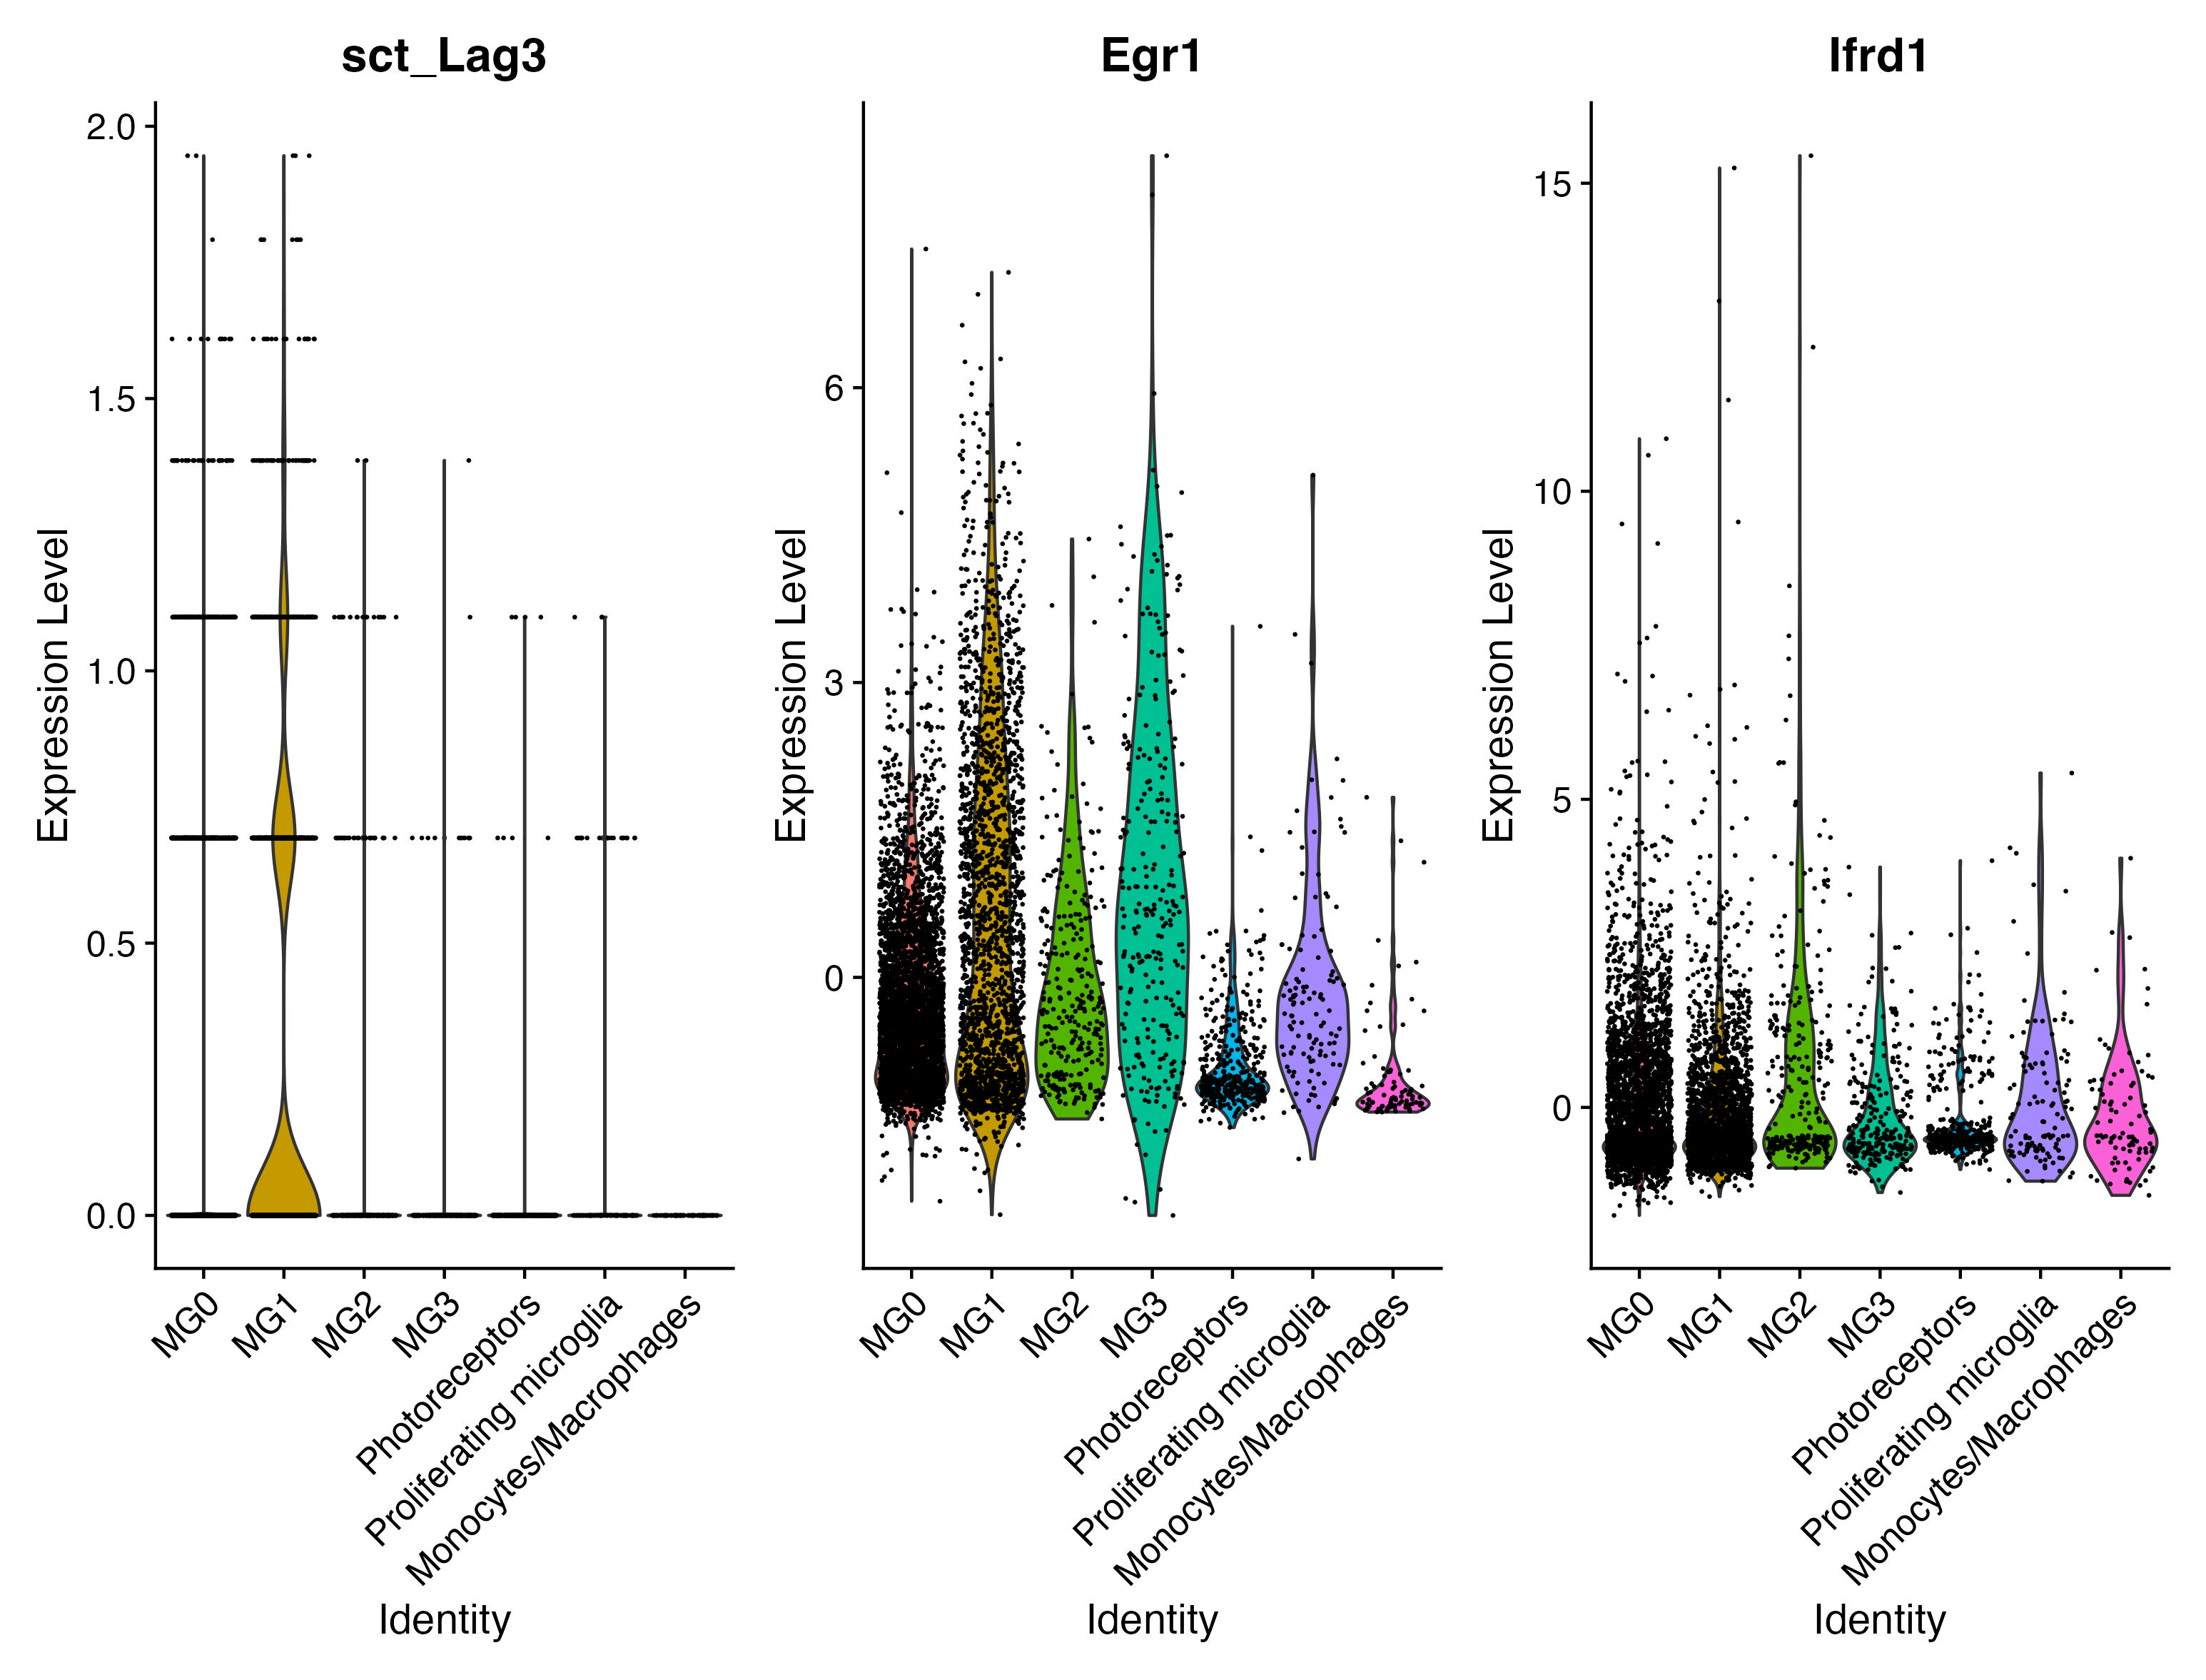 sct_Lag3
Expression Level
2.0
1.5
1.0
0.5
0.0
MG0
MG1
MG2
MG3
Photoreceptors
Proliferating microglia
Monocytes/Macrophages
Identity
Egr1
Expression Level
6
3
0
MG0
MG1
MG2
MG3
Photoreceptors
Proliferating microglia
Monocytes/Macrophages
Identity
Ifrd1
Expression Level
15
10
5
0
MG0
MG1
MG2
MG3
Photoreceptors
Proliferating microglia
Monocytes/Macrophages
Identity